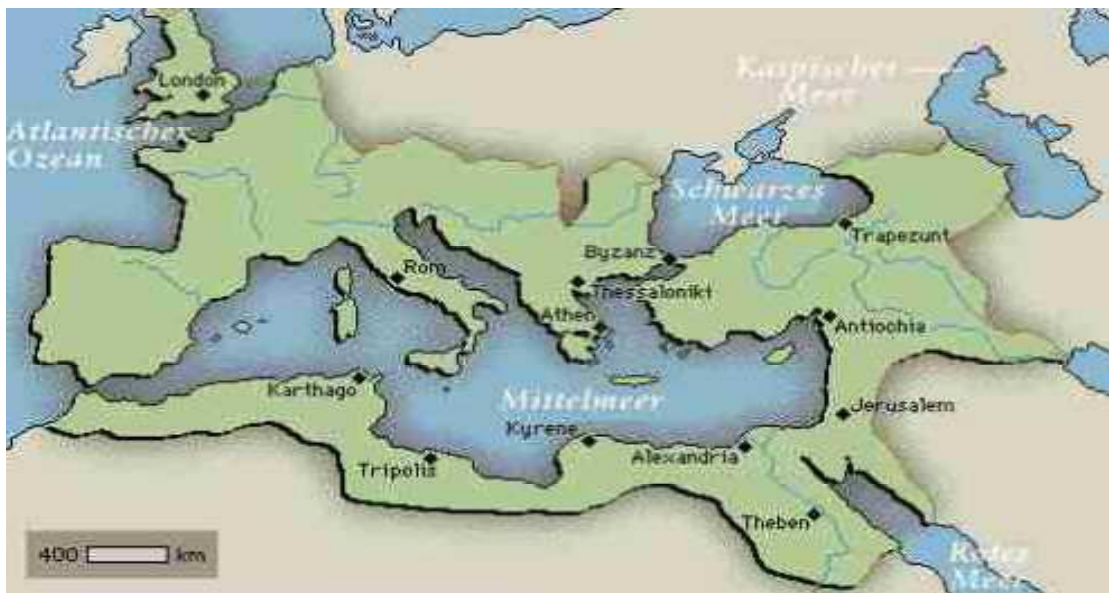 London
Kaspisches
Meer
Atlantischer
Ozean
Schwarzes
Meer
Trapezunt
Byzanz
Rom
Thessaloniki
Athen
Antiochia
Karthago
Mittelmeer
Jerusalem
Kyrene
Tripolis
Alexandria
Theben
400 km
Rotes
Meer